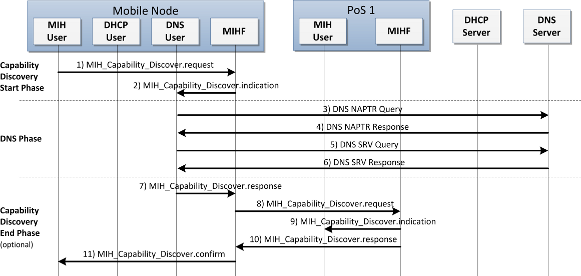 Mobile Node
PoS 1
MIH
User
DHCP
User
DNS
User
MIHF
MIH
User
MIHF
DHCP
Server
DNS
Server
Capability
Discovery
Start Phase
1) MIH_Capability_Discover.request
2) MIH_Capability_Discover.indication
DNS Phase
3) DNS NAPTR Query
4) DNS NAPTR Response
5) DNS SRV Query
6) DNS SRV Response
Capability
Discovery
End Phase
(optional)
7) MIH_Capability_Discover.response
8) MIH_Capability_Discover.request
9) MIH_Capability_Discover.indication
10) MIH_Capability_Discover.response
11) MIH_Capability_Discover.confirm